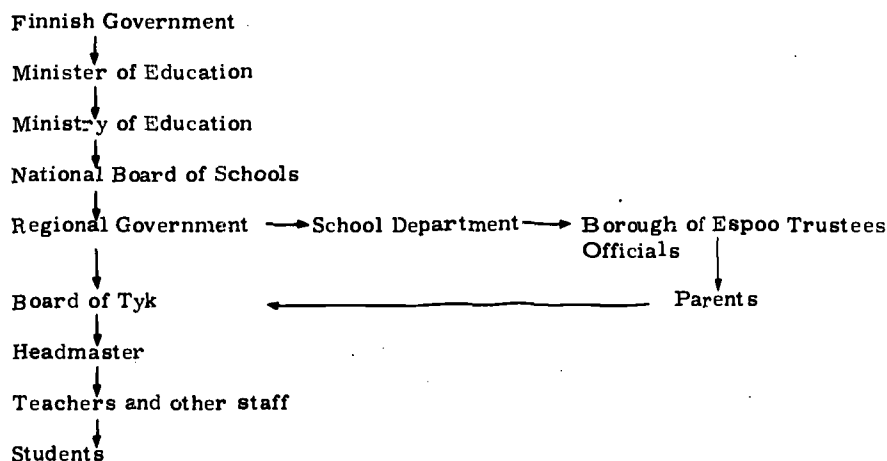 Finnish Government
Minister of Education
Ministry of Education
National Board of Schools
Regional Government School Department Borough of Espoo Trustees
Officials
Board of Tyk Parents
Headmaster
Teachers and other staff
Students